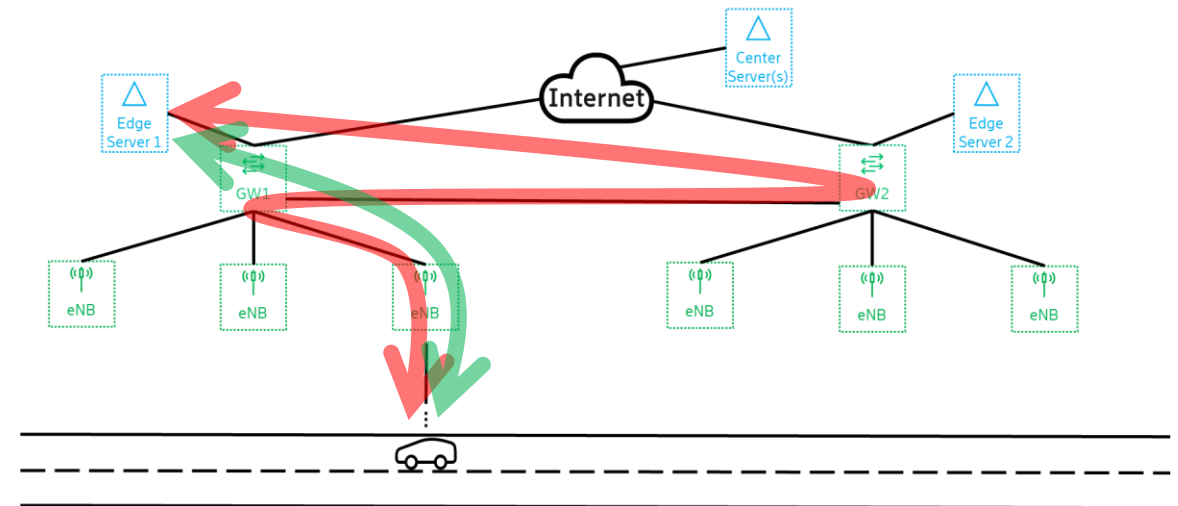 Center
Server(s)
Internet
Edge
Server 1
Edge
Server 2
GW1
GW2
eNB
eNB
eNB
eNB
eNB
eNB